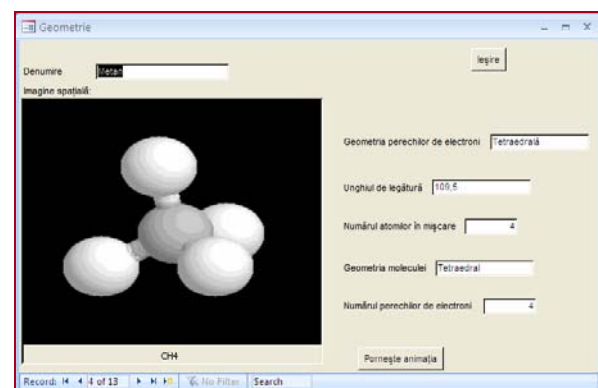 Geometrie
Ieşire
Denumire Metan
Imagine spaţială:
Geometria perechilor de electroni Tetraedrală
Unghiul de legătură 109,5
Numărul atomilor în mişcare 4
Geometria moleculei Tetraedral
Numărul perechilor de electroni 4
CH4
Porneşte animaţia
Record: 4 of 13 No Filter Search